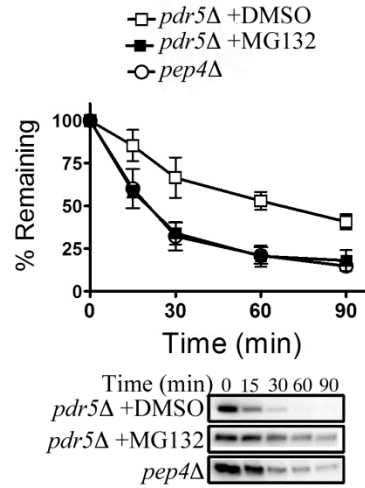 pdr5Δ +DMSO
pdr5Δ +MG132
pep4Δ
% Remaining
100
75
50
25
0
0 30 60 90
Time (min)
Time (min) 0 15 30 60 90
pdr5Δ +DMSO
pdr5Δ +MG132
pep4Δ